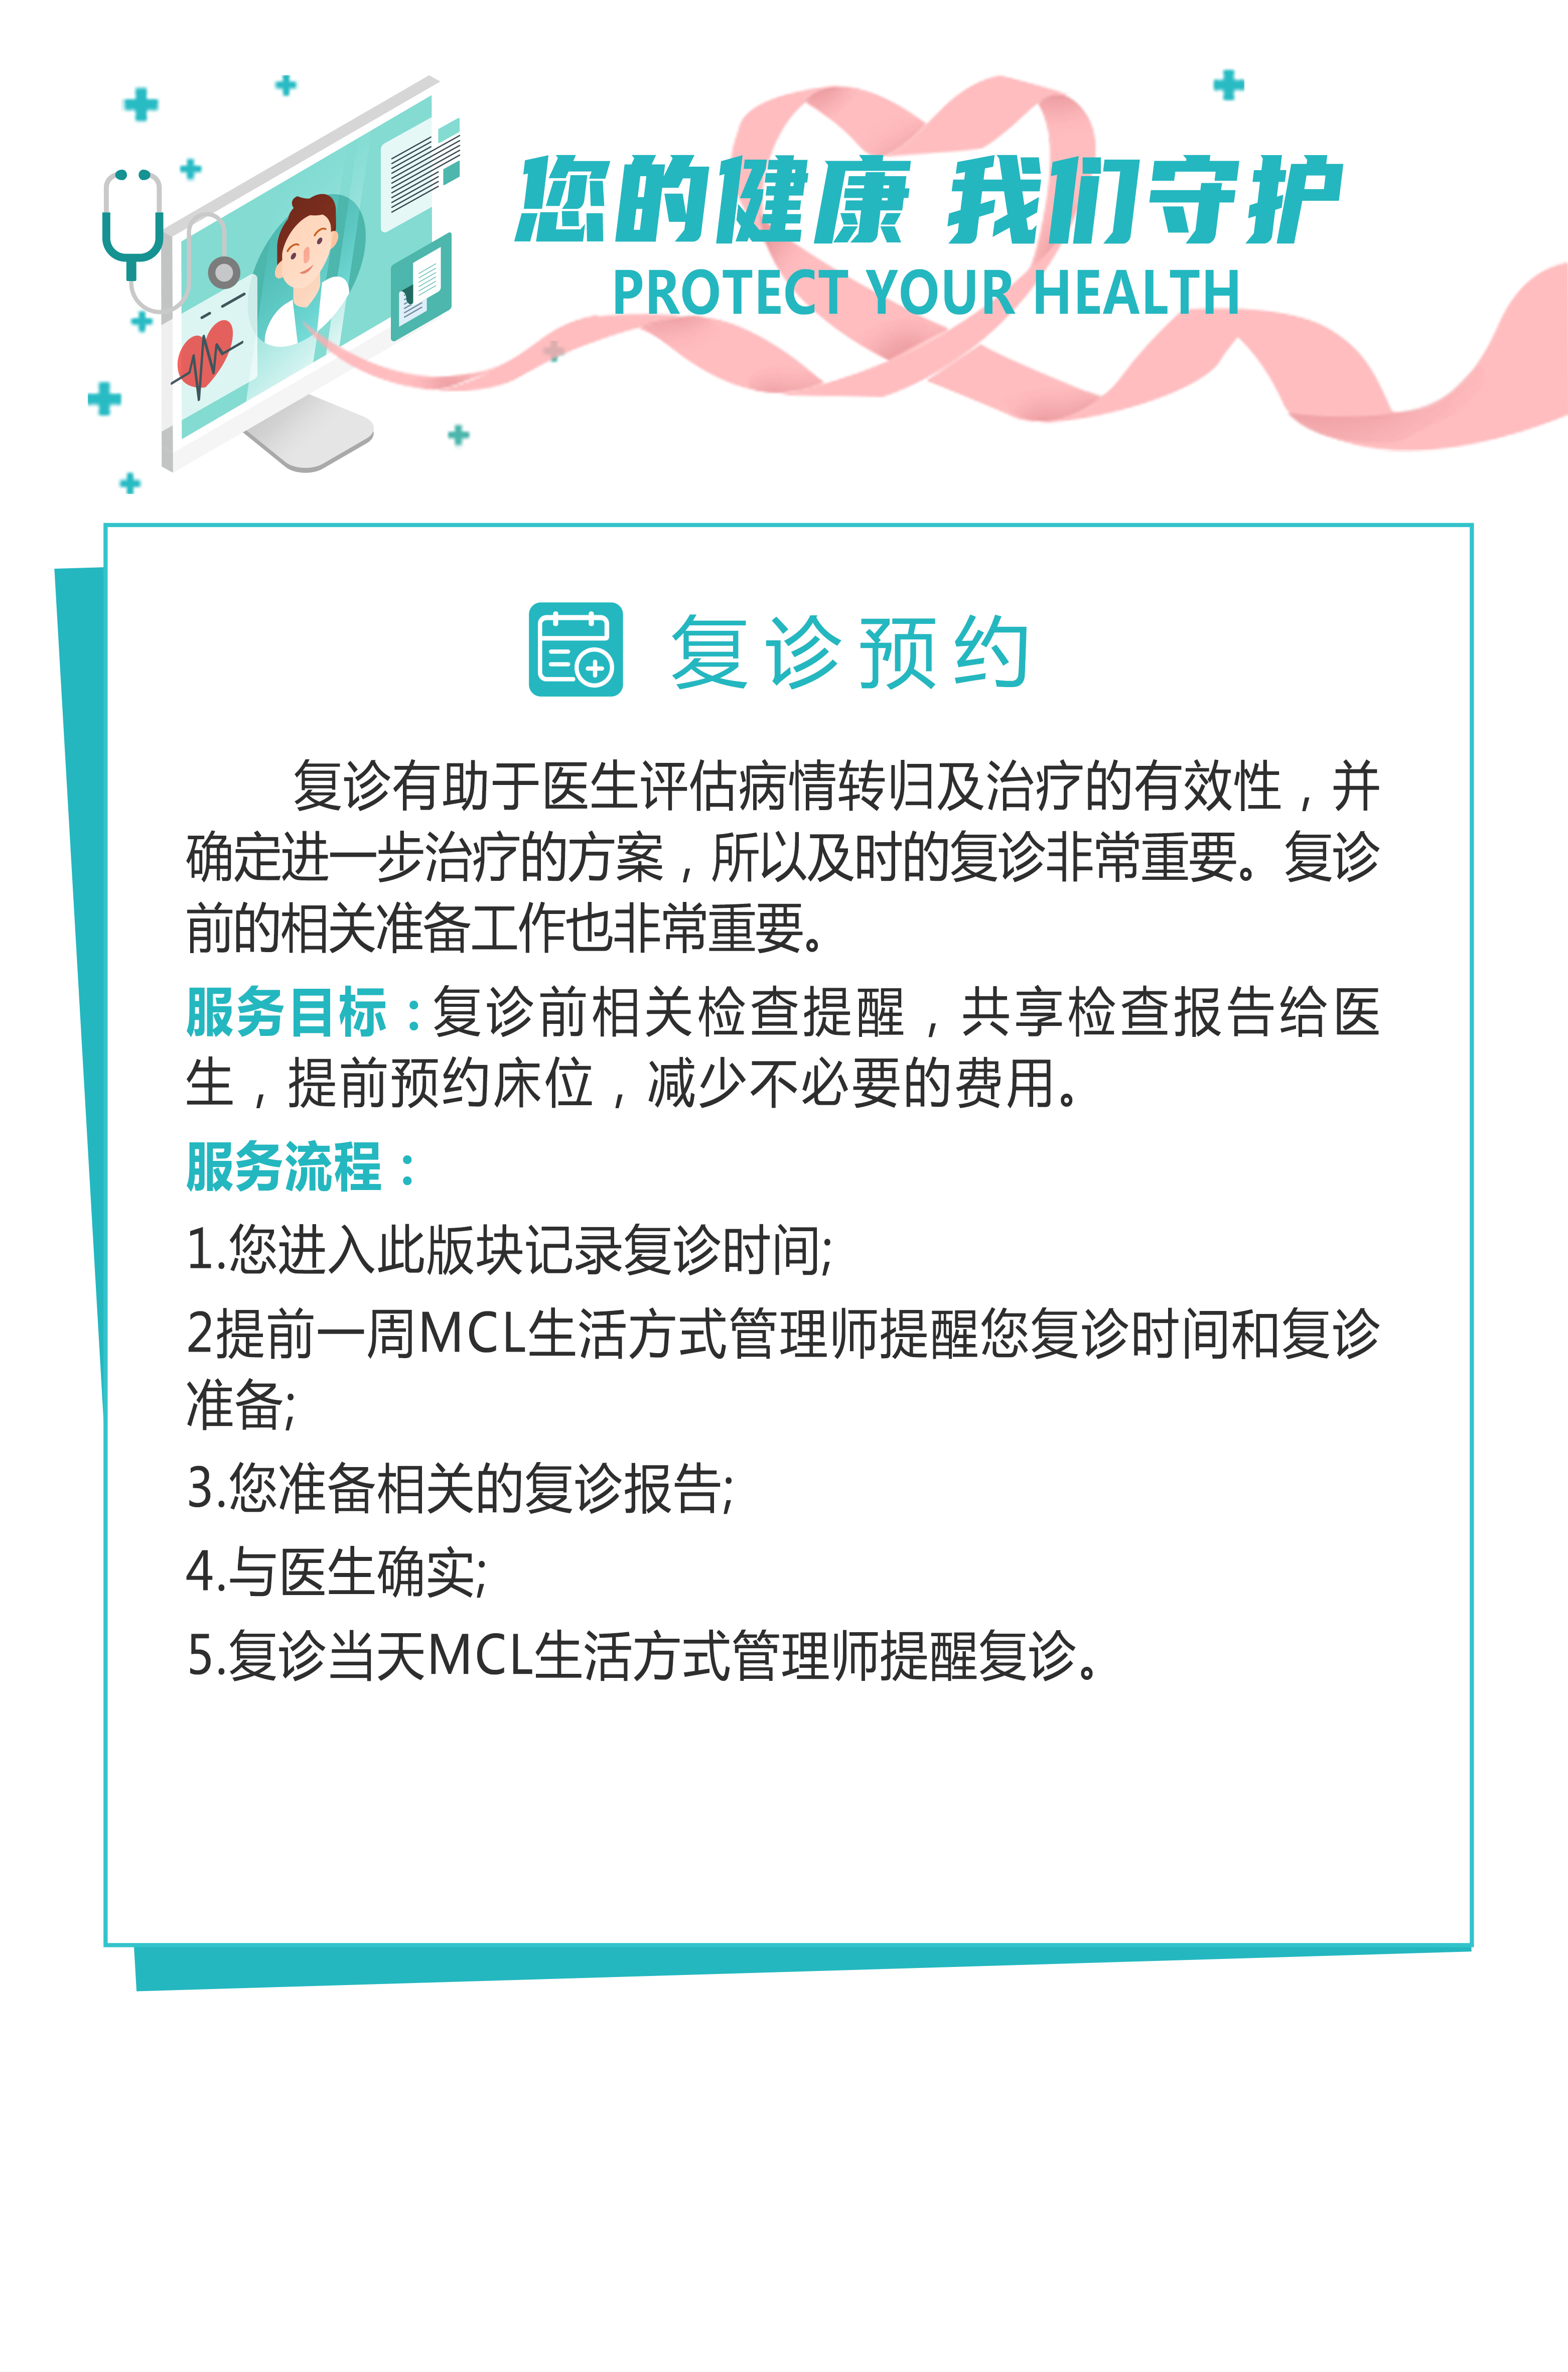 您的健康 我们守护
PROTECT YOUR HEALTH
复诊预约
复诊有助于医生评估病情转归及治疗的有效性，并
确定进一步治疗的方案，所以及时的复诊非常重要。复诊
前的相关准备工作也非常重要。
服务目标：复诊前相关检查提醒，共享检查报告给医
生，提前预约床位，减少不必要的费用。
服务流程：
1.您进入此版块记录复诊时间;
2提前一周MCL生活方式管理师提醒您复诊时间和复诊
准备;
3.您准备相关的复诊报告;
4.与医生确实;
5.复诊当天MCL生活方式管理师提醒复诊。